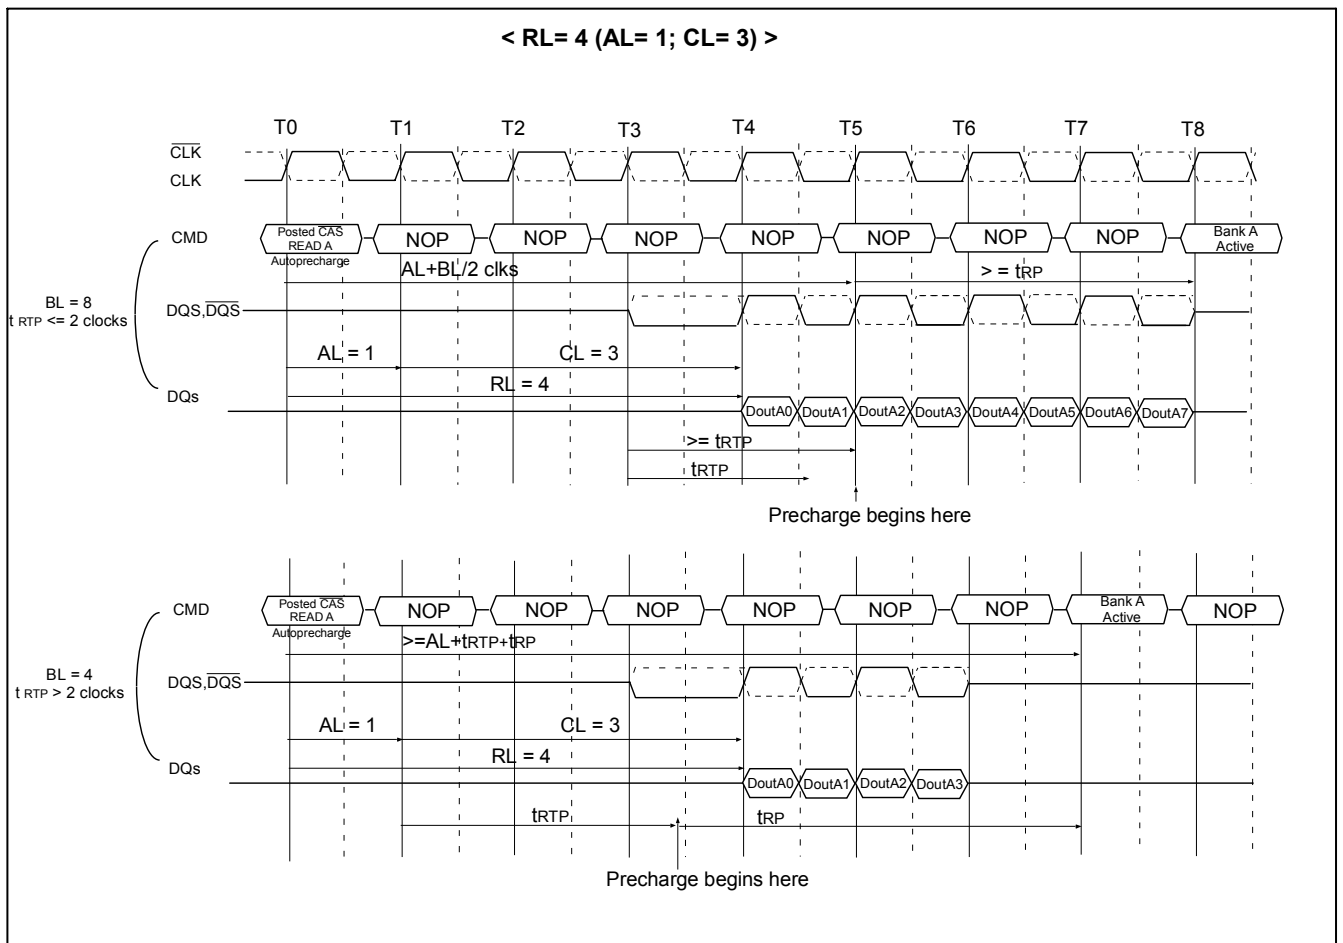 < RL= 4 (AL= 1; CL= 3) >
T0 T1 T2 T3 T4 T5 T6 T7 T8
CLK
CLK
CMD
Posted CAS
READ A
Autoprecharge
NOP NOP NOP NOP NOP NOP NOP
Bank A
Active
AL+BL/2 clks
> = tRP
BL = 8
t RTP <= 2 clocks
DQS,DQS
AL = 1
CL = 3
RL = 4
DQs
DoutA0 DoutA1 DoutA2 DoutA3 DoutA4 DoutA5 DoutA6 DoutA7
>= tRTP
tRTP
Precharge begins here
CMD
Posted CAS
READ A
Autoprecharge
NOP NOP NOP NOP NOP NOP
Bank A
Active
NOP
>=AL+tRTP+tRP
BL = 4
t RTP > 2 clocks
DQS,DQS
AL = 1
CL = 3
RL = 4
DQs
DoutA0 DoutA1 DoutA2 DoutA3
tRTP
tRP
Precharge begins here